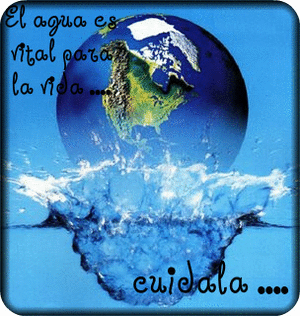 El agua es
vital para
la vida ....
cuidala ....